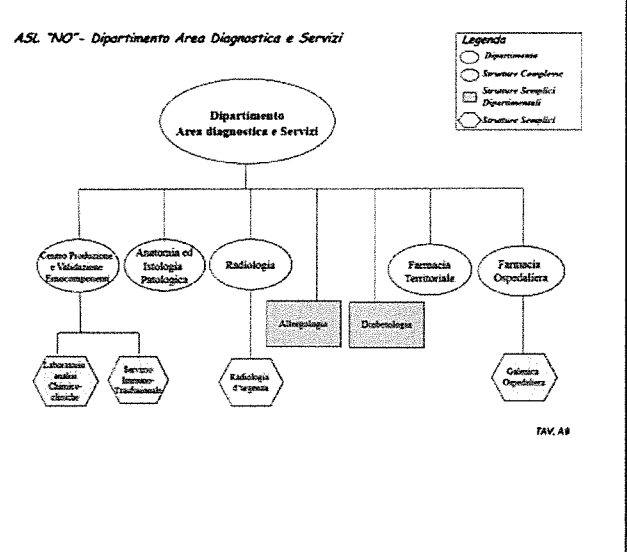 ASL "NO"- Dipartimento Area Diagnostica e Servizi
Legenda
Dipartimento
Strutture Complesse
Strutture Semplici
Dipartimentali
Strutture Semplici
Dipartimento
Area diagnostica e Servizi
Centro Produzione
e Validazione
Emocomponenti
Anatomia ed
Istologia
Patologica
Radiologia
Farmacia
Territoriale
Farmacia
Ospedaliera
Allergologia
Diabetologia
Laboratorio
analisi
Chimico-
cliniche
Servizio
Immuno-
Trasfusionale
Radiologia
d'urgenza
Galenica
Ospedaliera
TAV. A8